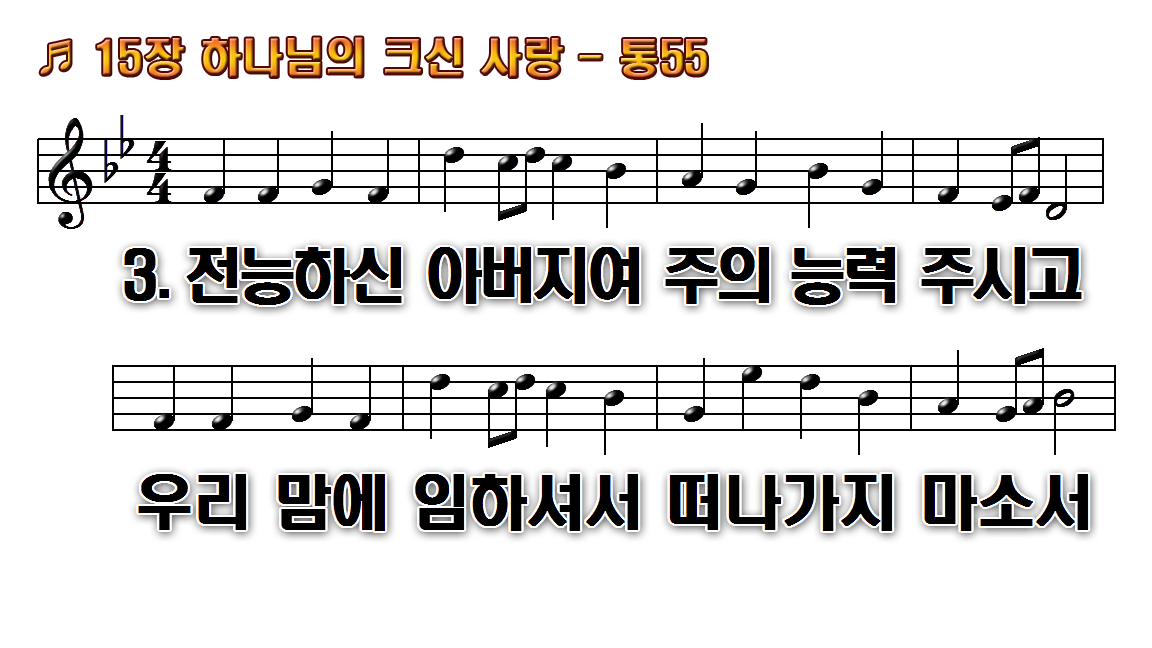 ♬ 15장 하나님의 크신 사랑 - 통55
3. 전능하신 아버지여 주의 능력 주시고
우리 맘에 임하셔서 떠나가지 마소서